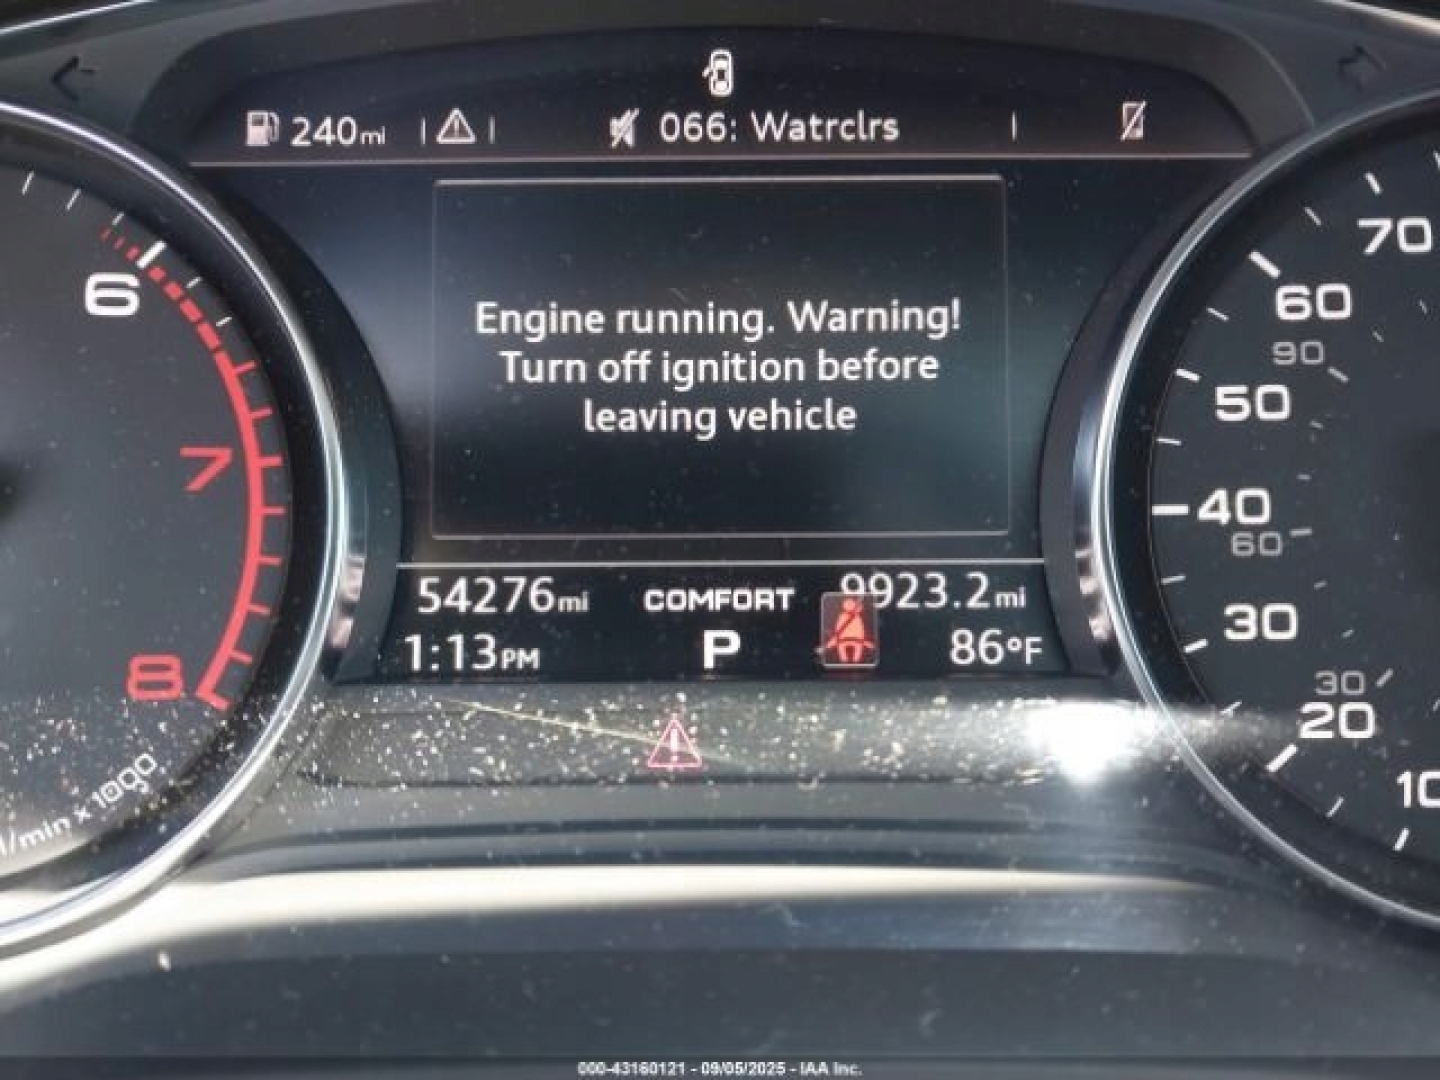 240mi
066: Watrclrs
Engine running. Warning!
Turn off ignition before
leaving vehicle
54276mi
COMFORT
9923.2mi
1:13PM
P
86°F
6
7
8
1/min x 1000
70
60
90
50
40
60
30
30
20
10
000-43160121 - 09/05/2025 - IAA Inc.